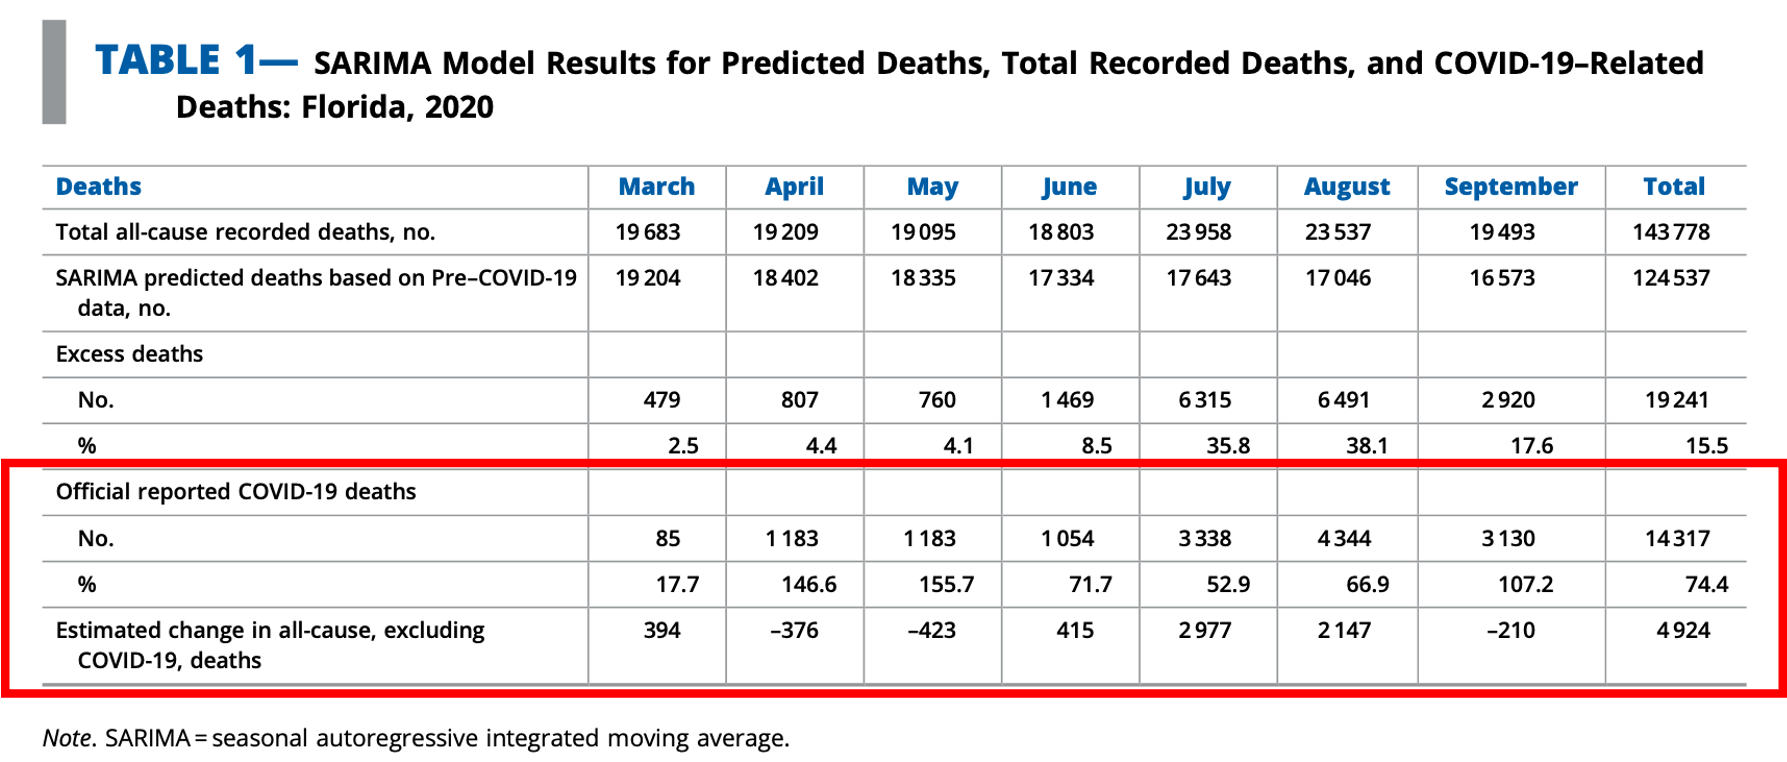 TABLE 1— SARIMA Model Results for Predicted Deaths, Total Recorded Deaths, and COVID-19–Related
Deaths: Florida, 2020
Deaths March April May June July August September Total
Total all-cause recorded deaths, no. 19 683 19 209 19 095 18 803 23 958 23 537 19 493 143 778
SARIMA predicted deaths based on Pre–COVID-19 19 204 18 402 18 335 17 334 17 643 17 046 16 573 124 537
data, no.
Excess deaths
No. 479 807 760 1 469 6 315 6 491 2 920 19 241
% 2.5 4.4 4.1 8.5 35.8 38.1 17.6 15.5
Official reported COVID-19 deaths
No. 85 1 183 1 183 1 054 3 338 4 344 3 130 14 317
% 17.7 146.6 155.7 71.7 52.9 66.9 107.2 74.4
Estimated change in all-cause, excluding 394 –376 –423 415 2 977 2 147 –210 4 924
COVID-19, deaths
Note. SARIMA = seasonal autoregressive integrated moving average.